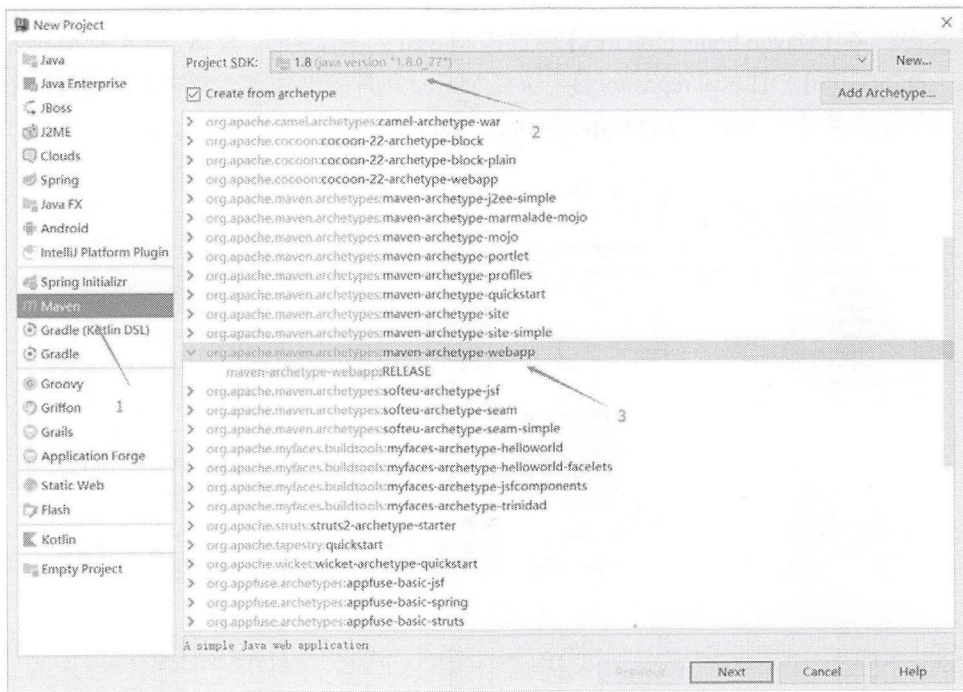 New Project
Java
Java Enterprise
JBoss
J2ME
Clouds
Spring
Java FX
Android
IntelliJ Platform Plugin
Spring Initializr
Maven
Gradle (Kotlin DSL)
Gradle
Groovy
Griffon
Grails
Application Forge
Static Web
Flash
Kotlin
Empty Project
1
Project SDK: 1.8 (java version "1.8.0_77") New...
Create from archetype Add Archetype...
2
org.apache.camel.archetypes:camel-archetype-war
org.apache.cocoon:cocoon-22-archetype-block
org.apache.cocoon:cocoon-22-archetype-block-plain
org.apache.cocoon:cocoon-22-archetype-webapp
org.apache.maven.archetypes:maven-archetype-j2ee-simple
org.apache.maven.archetypes:maven-archetype-marmalade-mojo
org.apache.maven.archetypes:maven-archetype-mojo
org.apache.maven.archetypes:maven-archetype-portlet
org.apache.maven.archetypes:maven-archetype-profiles
org.apache.maven.archetypes:maven-archetype-quickstart
org.apache.maven.archetypes:maven-archetype-site
org.apache.maven.archetypes:maven-archetype-site-simple
org.apache.maven.archetypes:maven-archetype-webapp
maven-archetype-webapp:RELEASE
org.apache.maven.archetypes:softeu-archetype-jsf
org.apache.maven.archetypes:softeu-archetype-seam
org.apache.maven.archetypes:softeu-archetype-seam-simple
3
org.apache.myfaces.buildtools:myfaces-archetype-helloworld
org.apache.myfaces.buildtools:myfaces-archetype-helloworld-facelets
org.apache.myfaces.buildtools:myfaces-archetype-jsfcomponents
org.apache.myfaces.buildtools:myfaces-archetype-trinidad
org.apache.struts:struts2-archetype-starter
org.apache.tapestry:quickstart
org.apache.wicket:wicket-archetype-quickstart
org.appfuse.archetypes:appfuse-basic-jsf
org.appfuse.archetypes:appfuse-basic-spring
org.appfuse.archetypes:appfuse-basic-struts
A simple Java web application
Previous Next Cancel Help